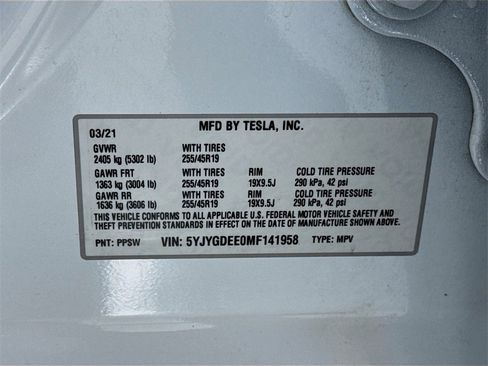 03/21 MFD BY TESLA, INC.
GVWR WITH TIRES
2405 kg (5302 lb) 255/45R19
GAWR FRT WITH TIRES RIM COLD TIRE PRESSURE
1363 kg (3004 lb) 255/45R19 19X9.5J 290 kPa, 42 psi
GAWR RR WITH TIRES RIM COLD TIRE PRESSURE
1636 kg (3606 lb) 255/45R19 19X9.5J 290 kPa, 42 psi
THIS VEHICLE CONFORMS TO ALL APPLICABLE U.S. FEDERAL MOTOR VEHICLE SAFETY AND
THEFT PREVENTION STANDARDS IN EFFECT ON THE DATE OF MANUFACTURE SHOWN ABOVE.
PNT: PPSW VIN: 5YJYGDEE0MF141958 TYPE: MPV